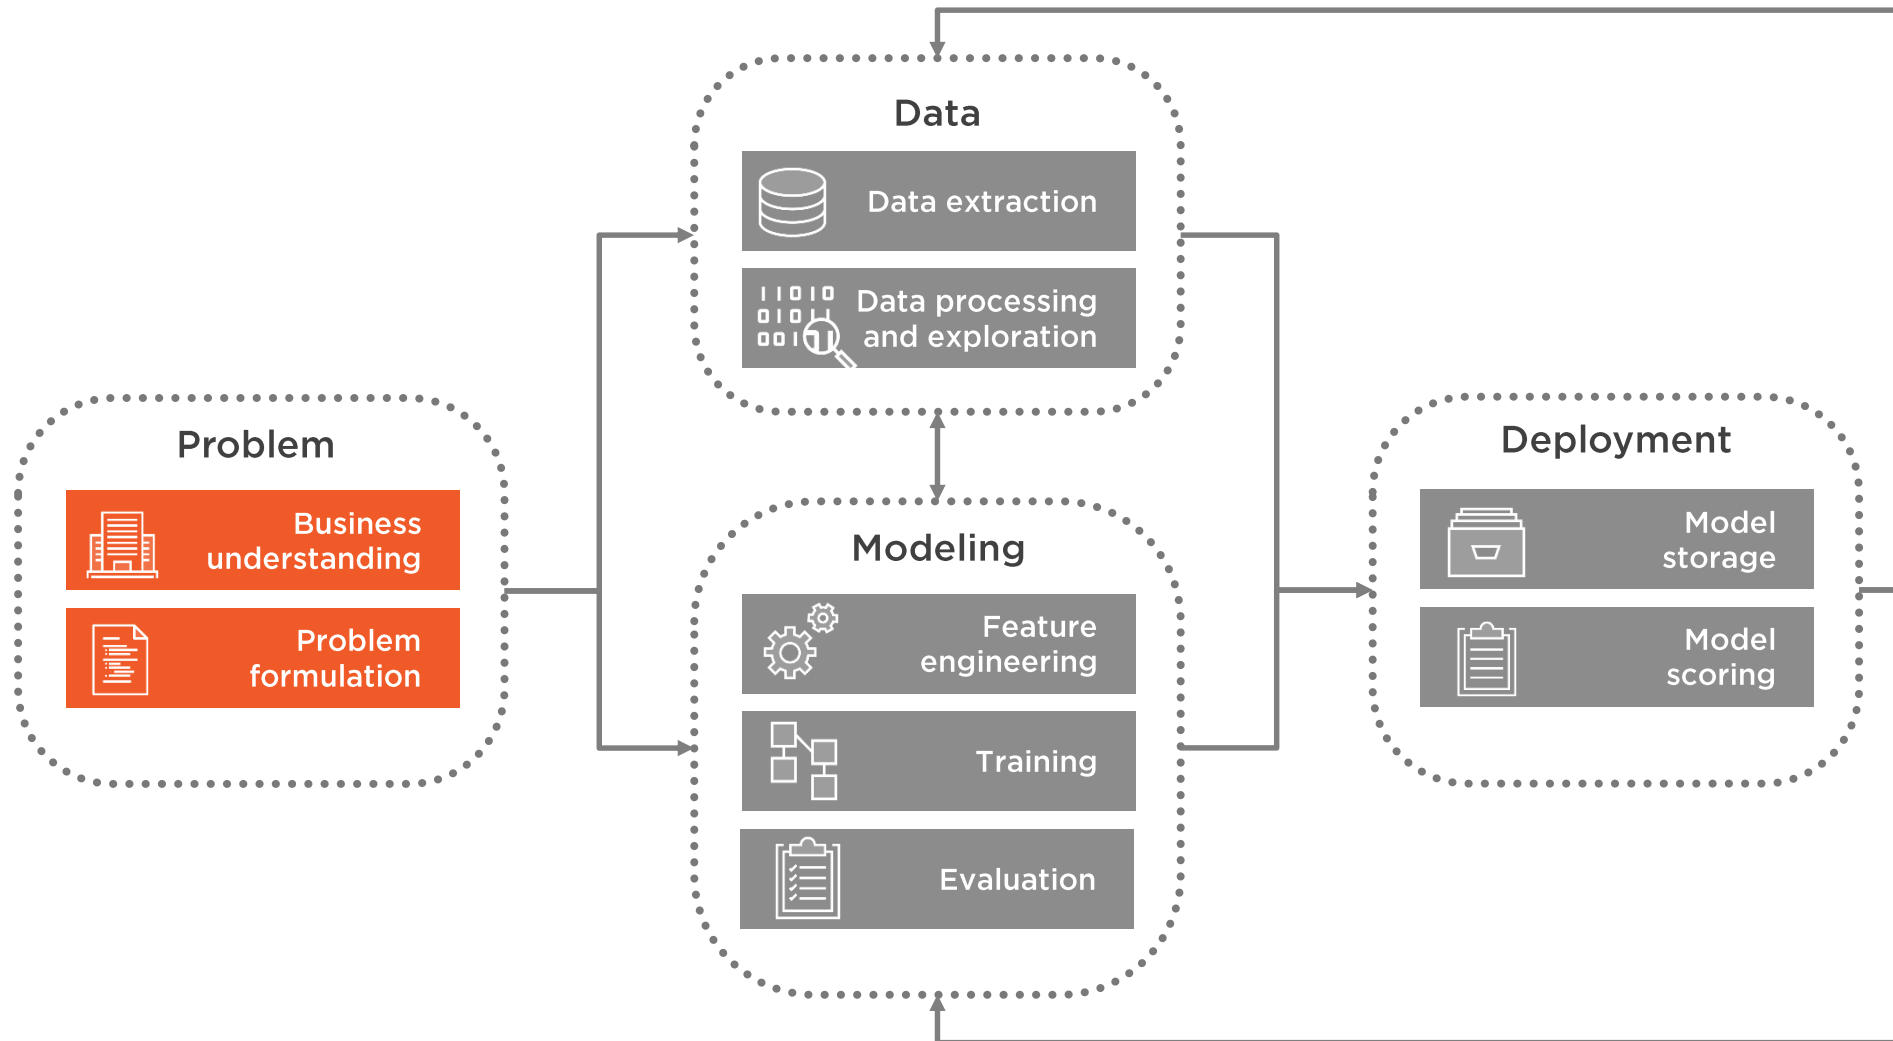 Data
Data extraction
11010
Data processing
and exploration
Problem
Business
understanding
Problem
formulation
Modeling
Feature
engineering
Training
Evaluation
Deployment
Model
storage
Model
scoring